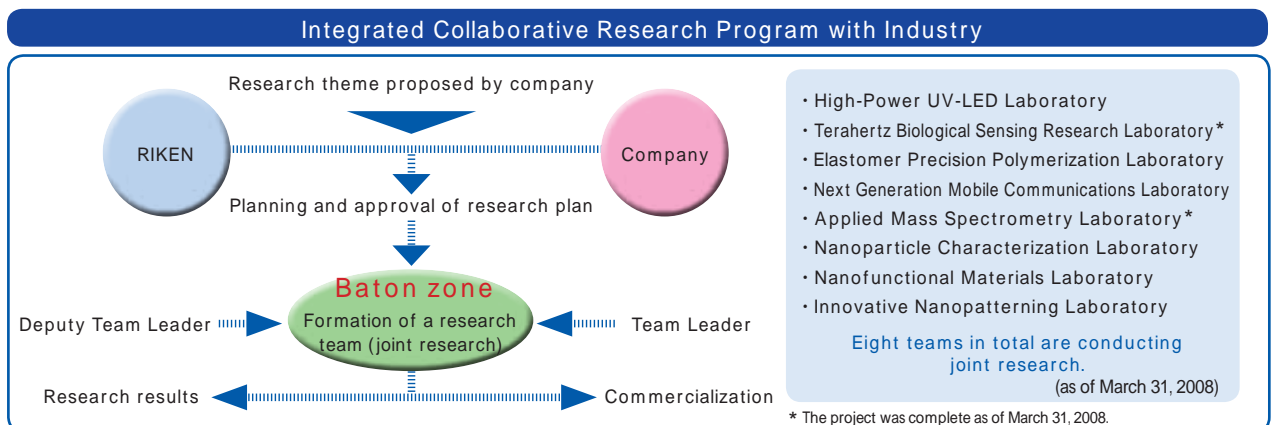 Integrated Collaborative Research Program with Industry
Research theme proposed by company
RIKEN
Company
Planning and approval of research plan
Baton zone
Formation of a research
team (joint research)
Deputy Team Leader
Team Leader
Research results
Commercialization
・High-Power UV-LED Laboratory
・Terahertz Biological Sensing Research Laboratory*
・Elastomer Precision Polymerization Laboratory
・Next Generation Mobile Communications Laboratory
・Applied Mass Spectrometry Laboratory*
・Nanoparticle Characterization Laboratory
・Nanofunctional Materials Laboratory
・Innovative Nanopatterning Laboratory
Eight teams in total are conducting
joint research.
(as of March 31, 2008)
* The project was complete as of March 31, 2008.